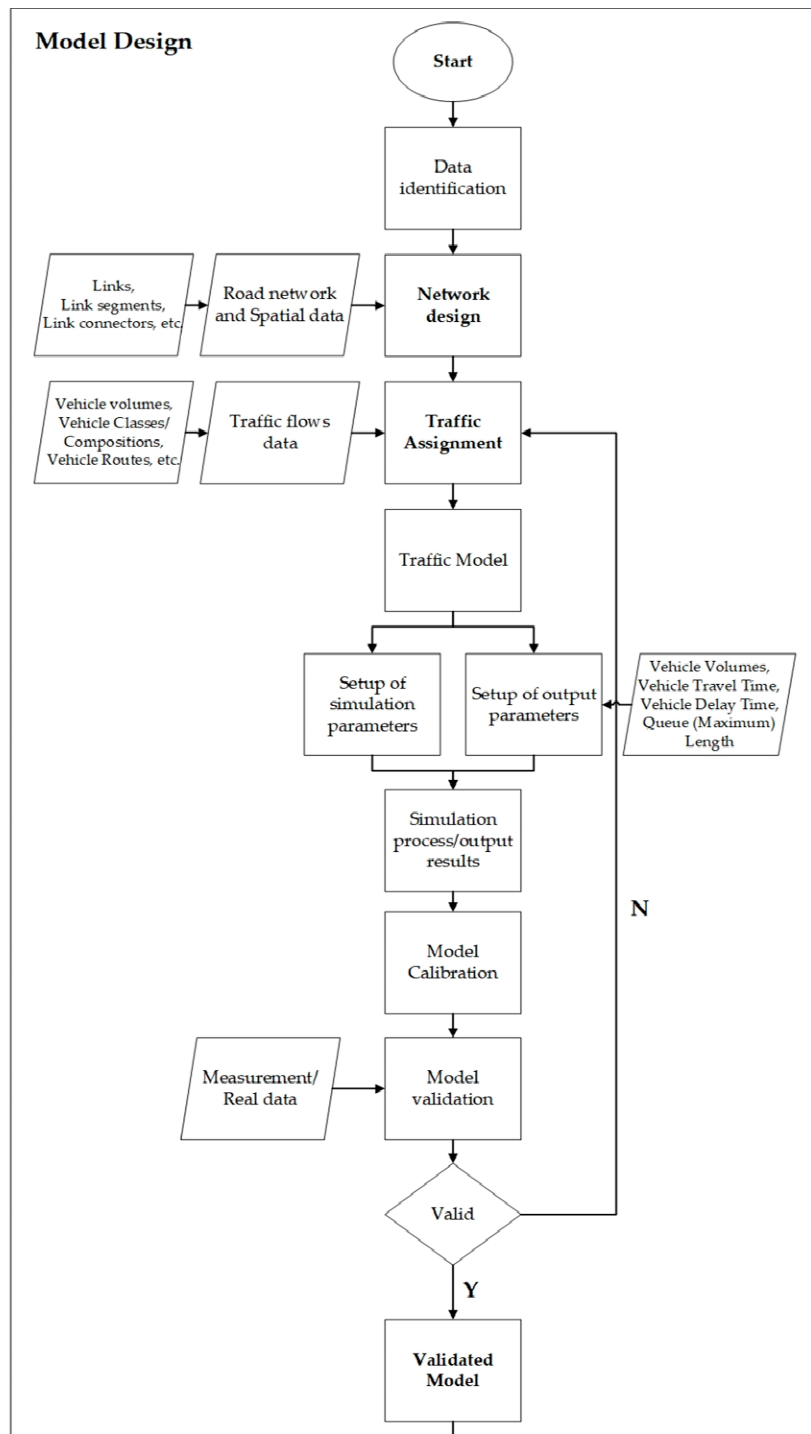 Model Design
Start
Data
identification
Links,
Link segments,
Link connectors, etc.
Road network
and Spatial data
Network
design
Vehicle volumes,
Vehicle Classes/
Compositions,
Vehicle Routes, etc.
Traffic flows
data
Traffic
Assignment
Traffic Model
Setup of
simulation
parameters
Setup of output
parameters
Vehicle Volumes,
Vehicle Travel Time,
Vehicle Delay Time,
Queue (Maximum)
Length
Simulation
process/output
results
N
Model
Calibration
Measurement/
Real data
Model
validation
Valid
Y
Validated
Model